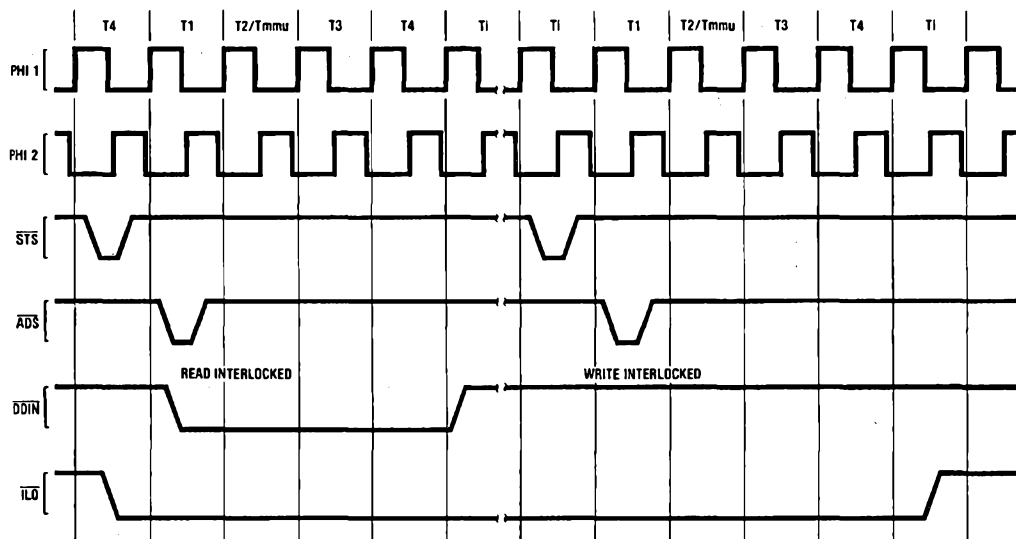 T4 T1 T2/Tmmu T3 T4 Ti Ti T1 T2/Tmmu T3 T4 Ti
PHI 1
PHI 2
STS
ADS
READ INTERLOCKED WRITE INTERLOCKED
DDIN
ILO